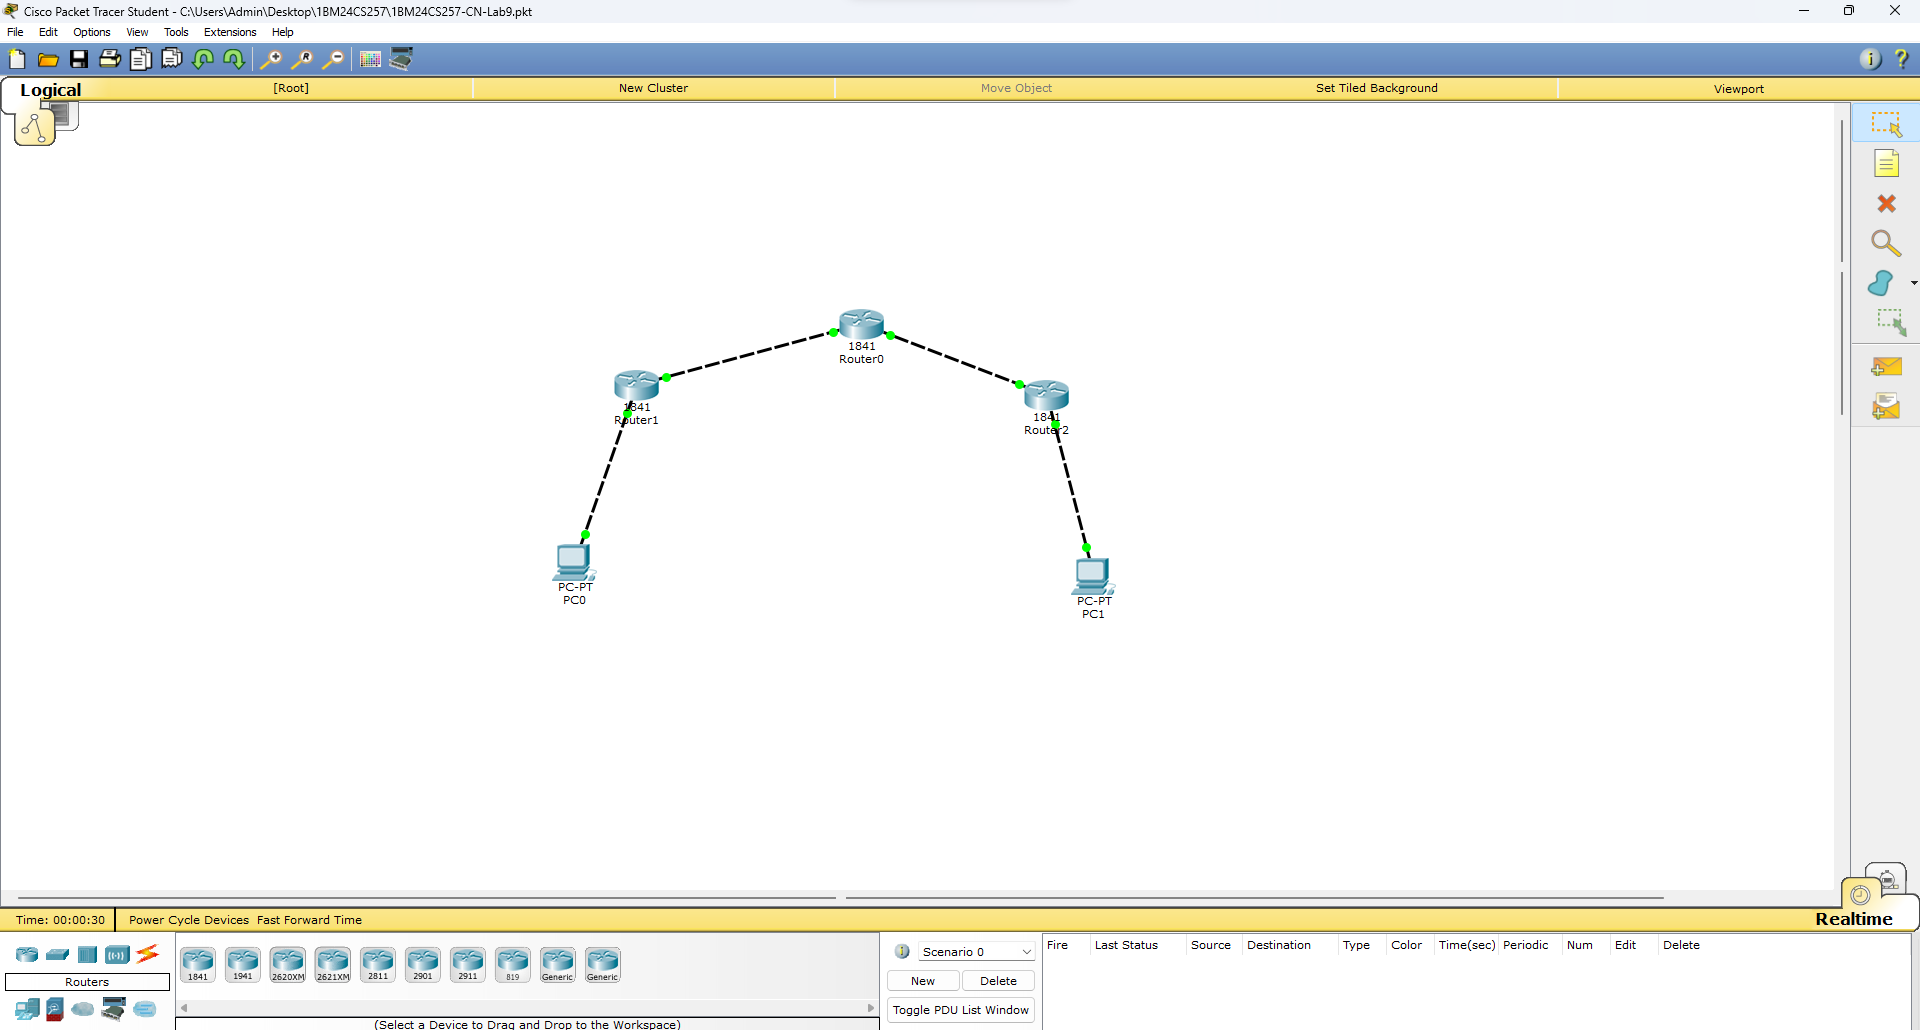 Cisco Packet Tracer Student - C:\Users\Admin\Desktop\1BM24CS257\1BM24CS257-CN-Lab9.pkt
File Edit Options View Tools Extensions Help
Logical [Root] New Cluster Move Object Set Tiled Background Viewport
1841
Router0
1841
Router1
1841
Router2
PC-PT
PC0
PC-PT
PC1
Time: 00:00:30 Power Cycle Devices Fast Forward Time
Realtime
Routers
1841 1941 2620XM 2621XM 2811 2901 2911 819 Generic Generic
(Select a Device to Drag and Drop to the Workspace)
Scenario 0
New Delete
Toggle PDU List Window
Fire Last Status Source Destination Type Color Time(sec) Periodic Num Edit Delete